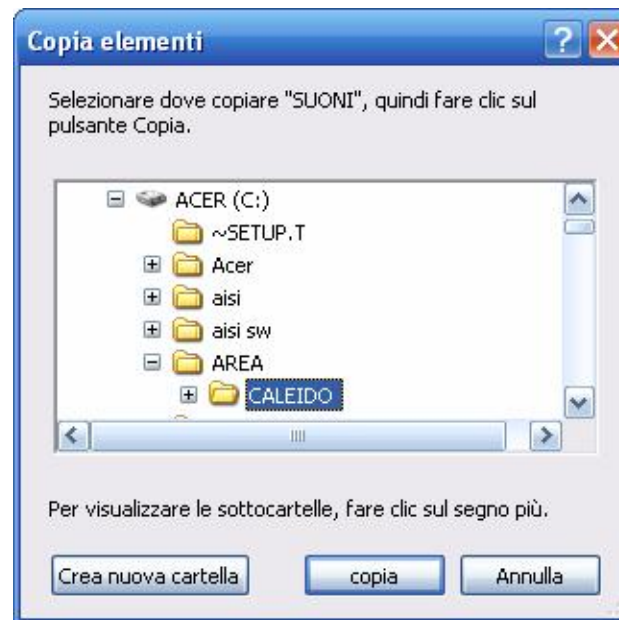 Copia elementi
Selezionare dove copiare "SUONI", quindi fare clic sul
pulsante Copia.
ACER (C:)
~SETUP.T
Acer
aisi
aisi sw
AREA
CALEIDO
Per visualizzare le sottocartelle, fare clic sul segno più.
Crea nuova cartella copia Annulla